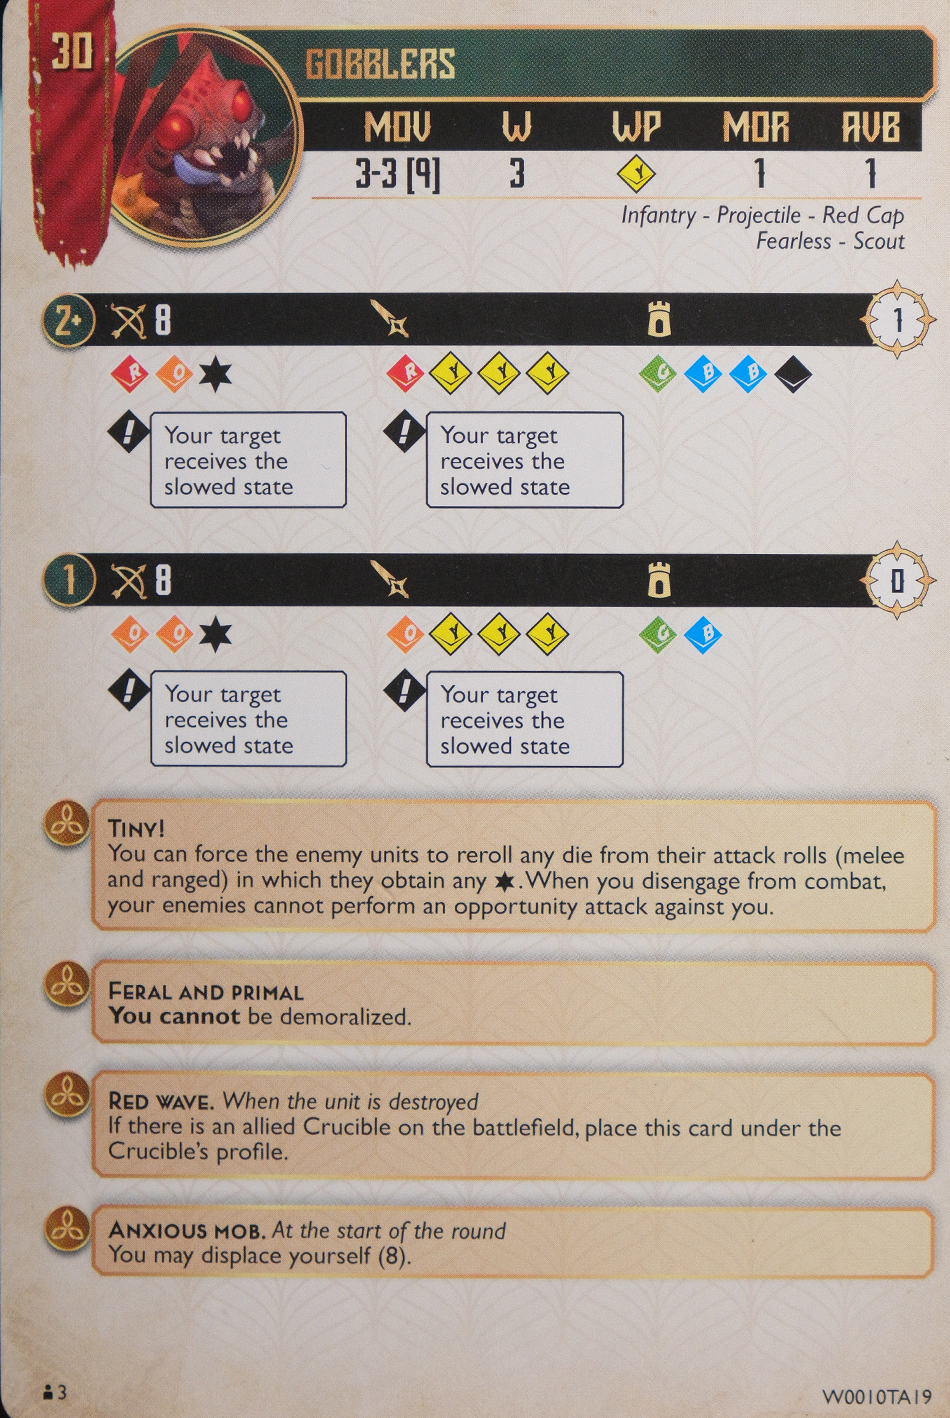 30
GOBBLERS
MOV W WP MOR AVB
3-3 [9] 3 Y 1 1
Infantry - Projectile - Red Cap
Fearless - Scout
2+ 8 1
R O R Y Y Y G B B
! Your target
receives the
slowed state
! Your target
receives the
slowed state
1 8 0
O O O Y Y Y G B
! Your target
receives the
slowed state
! Your target
receives the
slowed state
TINY!
You can force the enemy units to reroll any die from their attack rolls (melee
and ranged) in which they obtain any ✶. When you disengage from combat,
your enemies cannot perform an opportunity attack against you.
FERAL AND PRIMAL
You cannot be demoralized.
RED WAVE. When the unit is destroyed
If there is an allied Crucible on the battlefield, place this card under the
Crucible's profile.
ANXIOUS MOB. At the start of the round
You may displace yourself (8).
3
W0010TA19